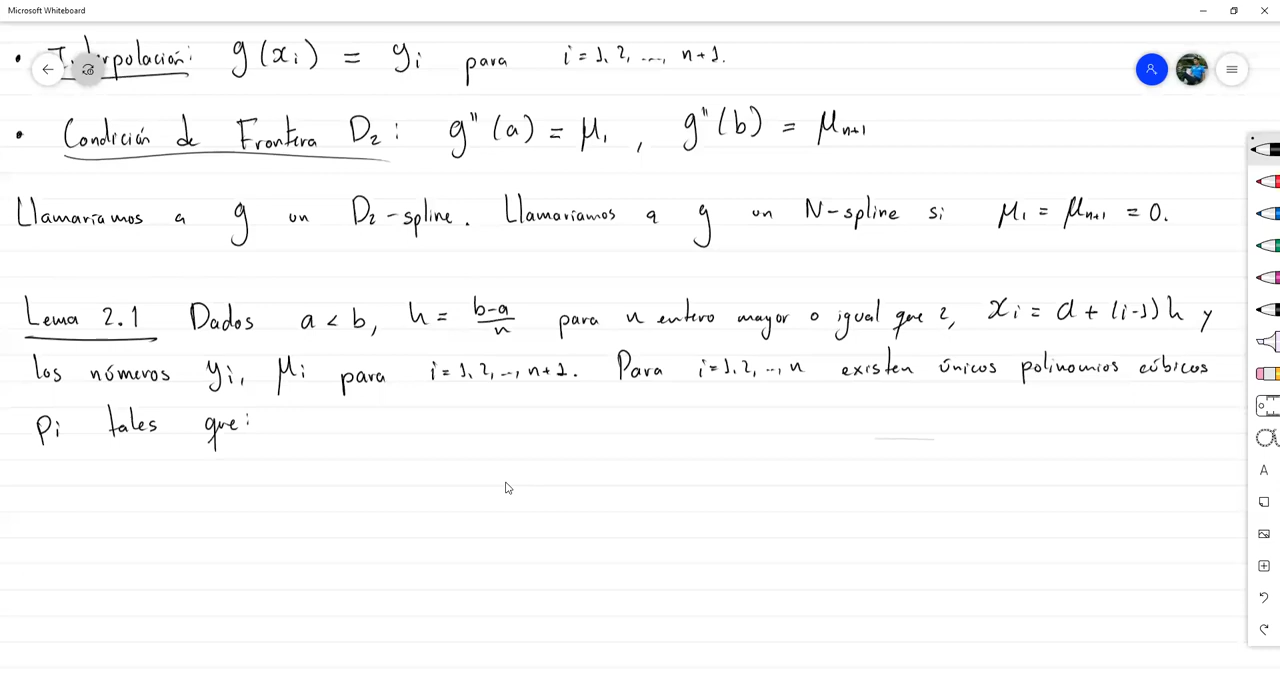 Microsoft Whiteboard
• Interpolación: g(xi) = yi para i = 1, 2, ..., n+1.
• Condición de Frontera D2: g"(a) = μ1, g"(b) = μn+1
Llamaríamos a g un D2-spline. Llamaríamos a g un N-spline si μ1 = μn+1 = 0.
Lema 2.1 Dados a < b, h = (b-a)/n para n entero mayor o igual que 2, xi = a + (i-1)h y
los números yi, μi para i = 1, 2, .., n+1. Para i = 1, 2, .., n existen únicos polinomios cúbicos
pi tales que:
A